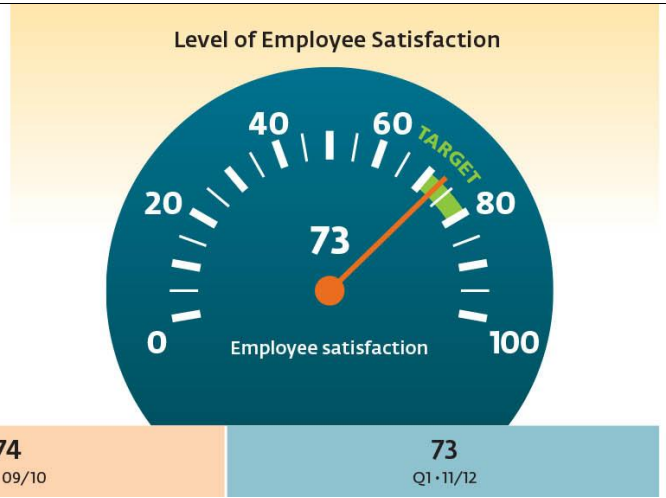 Level of Employee Satisfaction
40
60
TARGET
20
80
73
0
Employee satisfaction
100
74
09/10
73
Q1·11/12